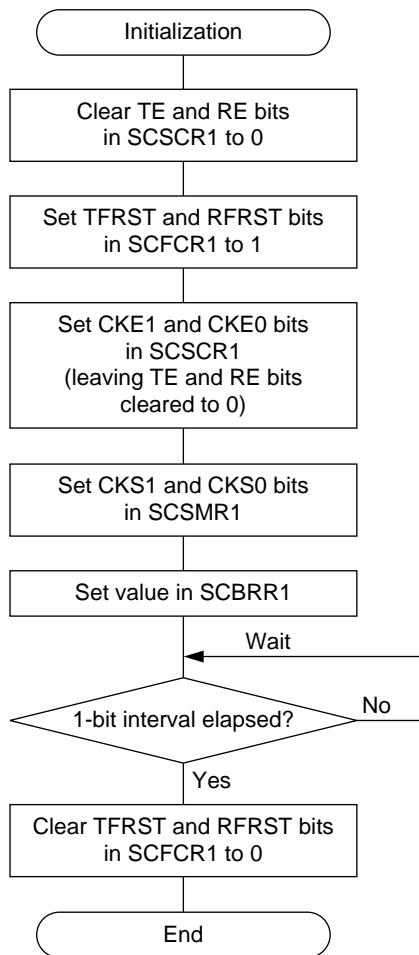 Initialization
Clear TE and RE bits
in SCSCR1 to 0
Set TFRST and RFRST bits
in SCFCR1 to 1
Set CKE1 and CKE0 bits
in SCSCR1
(leaving TE and RE bits
cleared to 0)
Set CKS1 and CKS0 bits
in SCSMR1
Set value in SCBRR1
Wait
1-bit interval elapsed?
No
Yes
Clear TFRST and RFRST bits
in SCFCR1 to 0
End